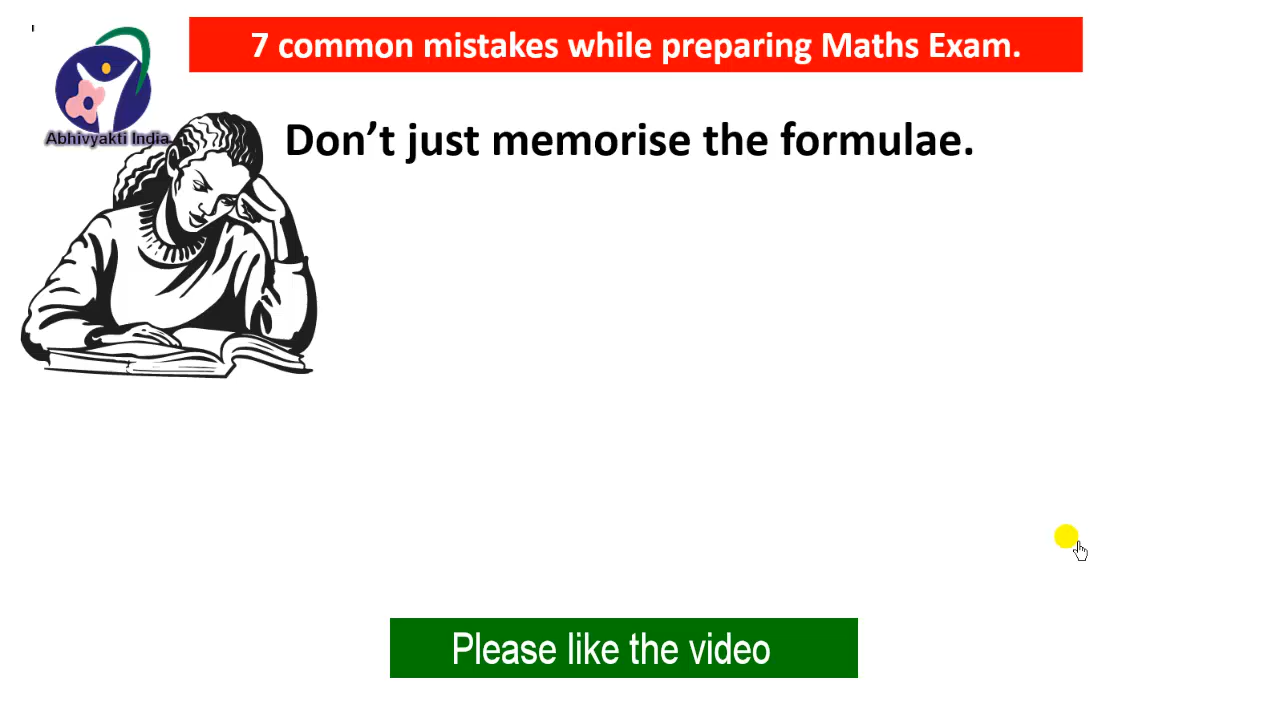 7 common mistakes while preparing Maths Exam.
Abhivyakti India
Don't just memorise the formulae.
Please like the video